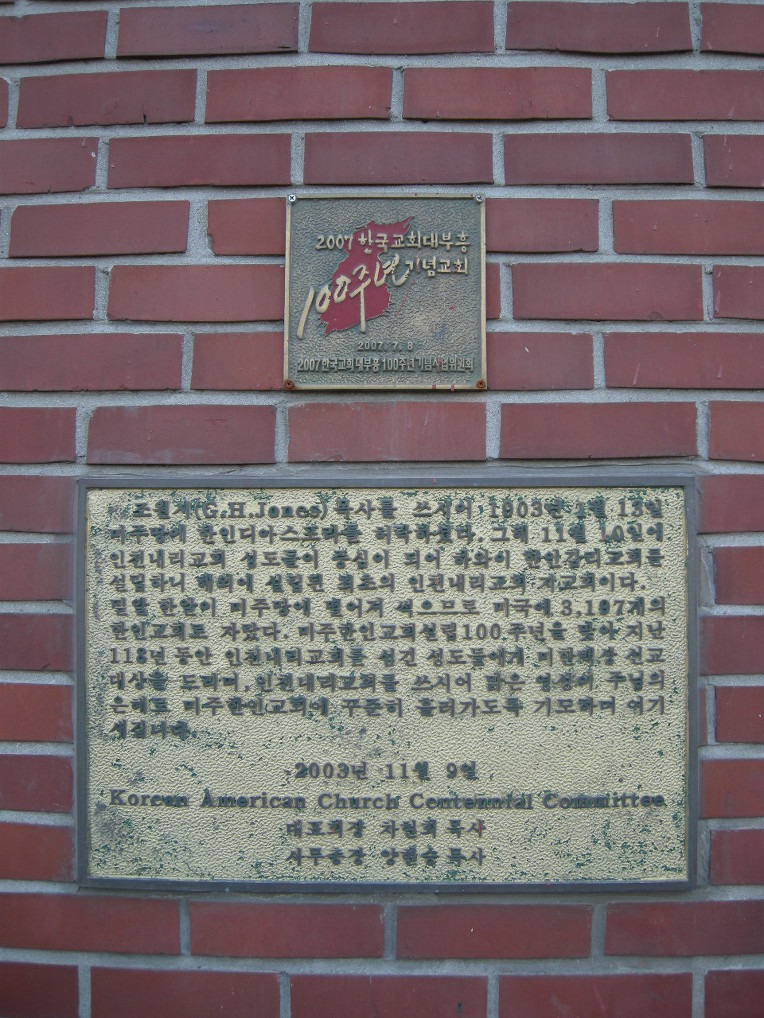 2007 한국교회대부흥
100주년 기념교회
2007. 7. 8
2007 한국교회대부흥 100주년기념사업위원회
조원시(G.H.Jones) 목사를 쓰시어 1903년 1월 13일
미주땅에 한인디아스포라를 허락하셨다. 그해 11월 10일에
인천내리교회 성도들이 중심이 되어 하와이 한인감리교회를
설립하니 해외에 설립된 최초의 인천내리교회 자교회이다.
밀알 한알이 미주땅에 떨어져 썩으므로 미국에 3,197개의
한인교회로 자랐다. 미주한인교회설립100주년을 맞아 지난
118년 동안 인천내리교회를 섬긴 성도들에게 미한백상 선교
대상을 드리며, 인천내리교회를 쓰시어 맑은 영성이 주님의
은혜로 미주한인교회에 꾸준히 흘러가도록 기도하며 여기
새깁니다.
2003년 11월 9일
Korean American Church Centennial Committee
대표회장 차현회 목사
사무총장 양현승 목사